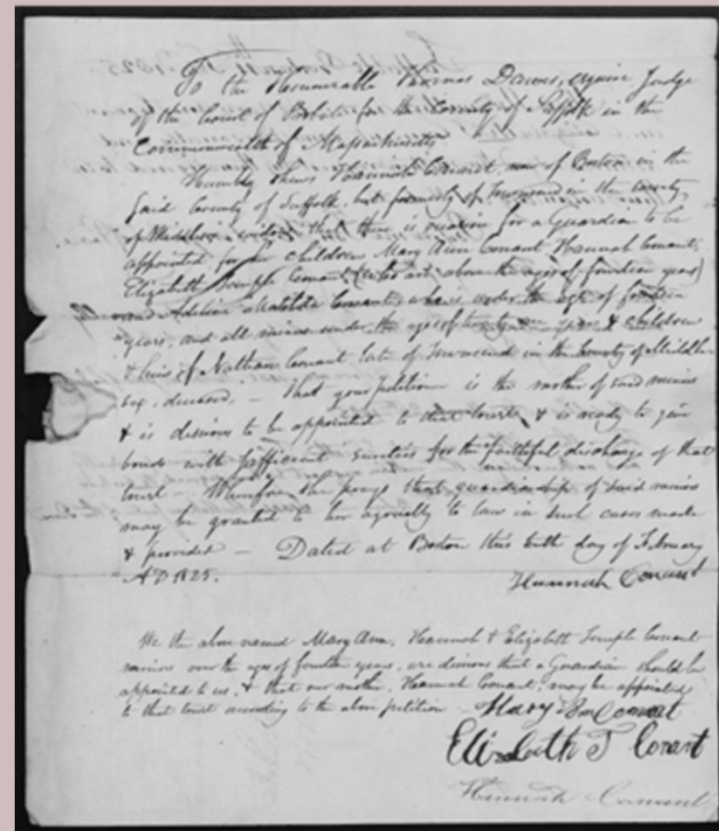 To the Honourable Thomas Dawes, esquire Judge
of the Court of Probate for the County of Suffolk in the
Commonwealth of Massachusetts.
Humbly shews Hannah Conant, now of Boston in the
said County of Suffolk, but formerly of Townsend in the County
of Middlesex widow that there is occasion for a Guardian to be
appointed for her children Mary Ann Conant Hannah Conant,
Elizabeth Temple Conant (who are above the ages of fourteen years)
and Adeline Matilda Conant, who is under the age of fourteen
years, and all minors under the ages of twenty one years & children
& heirs of Nathan Conant late of Townsend in the County of Middle
sex, deceased. — That your petitioner is the mother of said minors
& is desirous to be appointed to that trust, & is ready to give
bonds with sufficient sureties for the faithful discharge of that
trust — Wherefore she prays that guardianship of said minors
may be granted to her agreeably to law in such cases made
& provided — Dated at Boston this tenth day of February
A D 1825.
Hannah Conant
We the above named Mary Ann, Hannah & Elizabeth Temple Conant
minors over the ages of fourteen years, are desirous that a Guardian should be
appointed to us, & that our mother, Hannah Conant, may be appointed
to that trust according to the above petition
Mary Ann Conant
Elizabeth T Conant
Hannah Conant